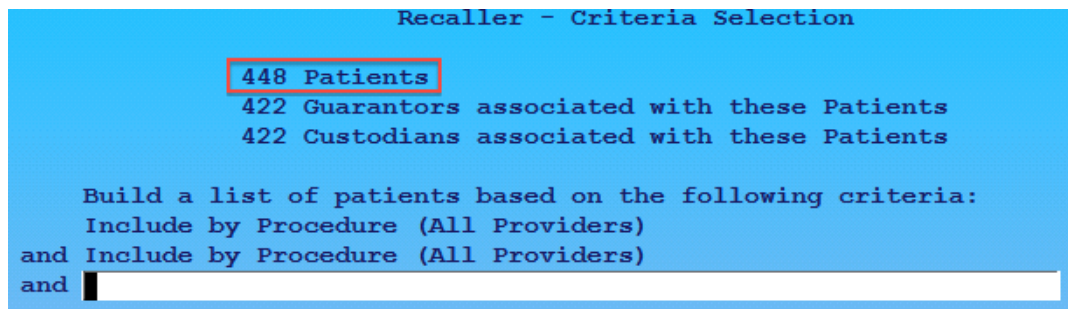 Recaller - Criteria Selection
448 Patients
422 Guarantors associated with these Patients
422 Custodians associated with these Patients
Build a list of patients based on the following criteria:
Include by Procedure (All Providers)
and Include by Procedure (All Providers)
and